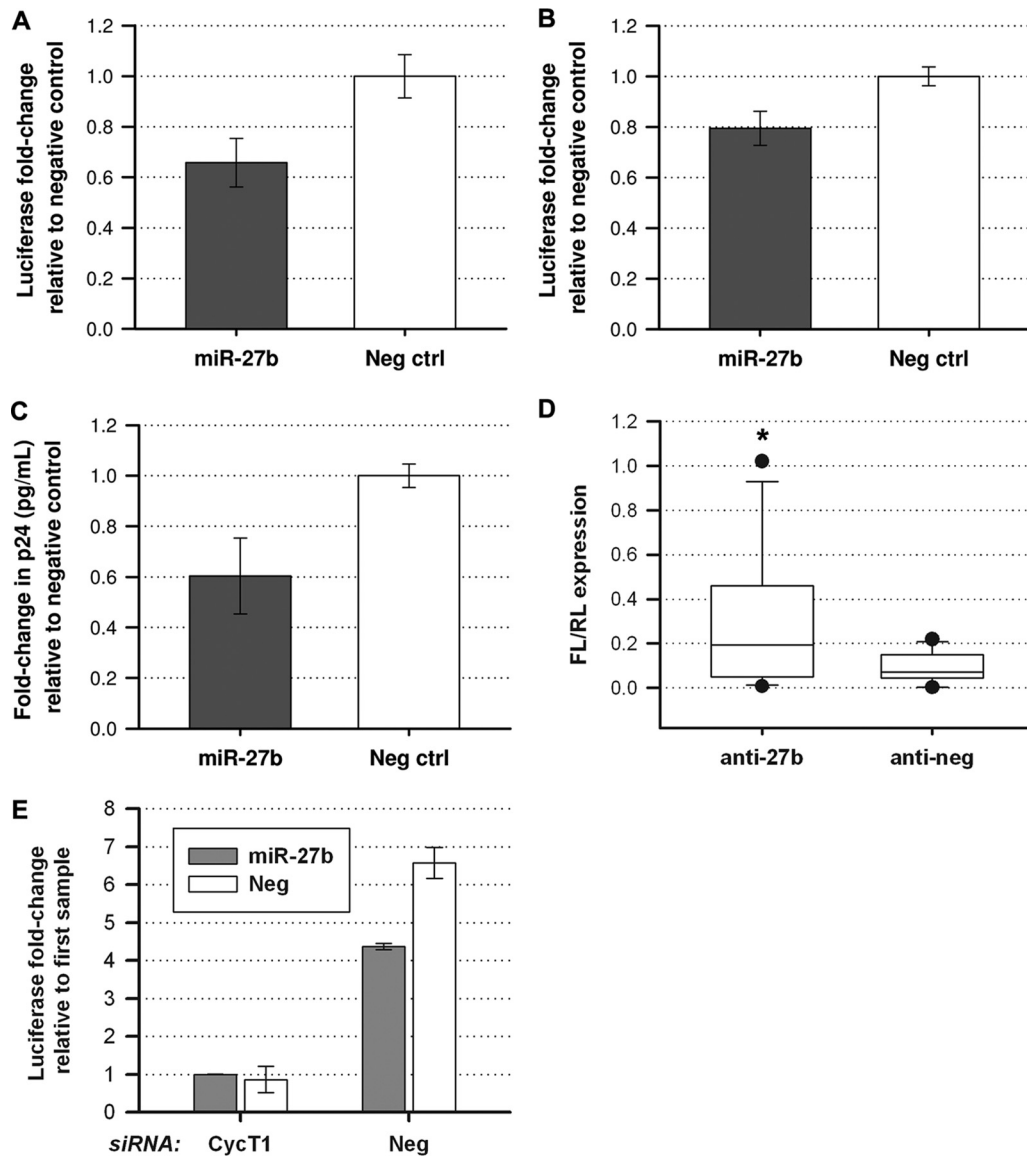 A
Luciferase fold-change
relative to negative control
1.2
1.0
0.8
0.6
0.4
0.2
0.0
miR-27b
Neg ctrl
B
Luciferase fold-change
relative to negative control
1.2
1.0
0.8
0.6
0.4
0.2
0.0
miR-27b
Neg ctrl
C
Fold-change in p24 (pg/mL)
relative to negative control
1.2
1.0
0.8
0.6
0.4
0.2
0.0
miR-27b
Neg ctrl
D
FL/RL expression
1.2
1.0
0.8
0.6
0.4
0.2
0.0
*
anti-27b
anti-neg
E
Luciferase fold-change
relative to first sample
8
7
6
5
4
3
2
1
0
miR-27b
Neg
siRNA:
CycT1
Neg